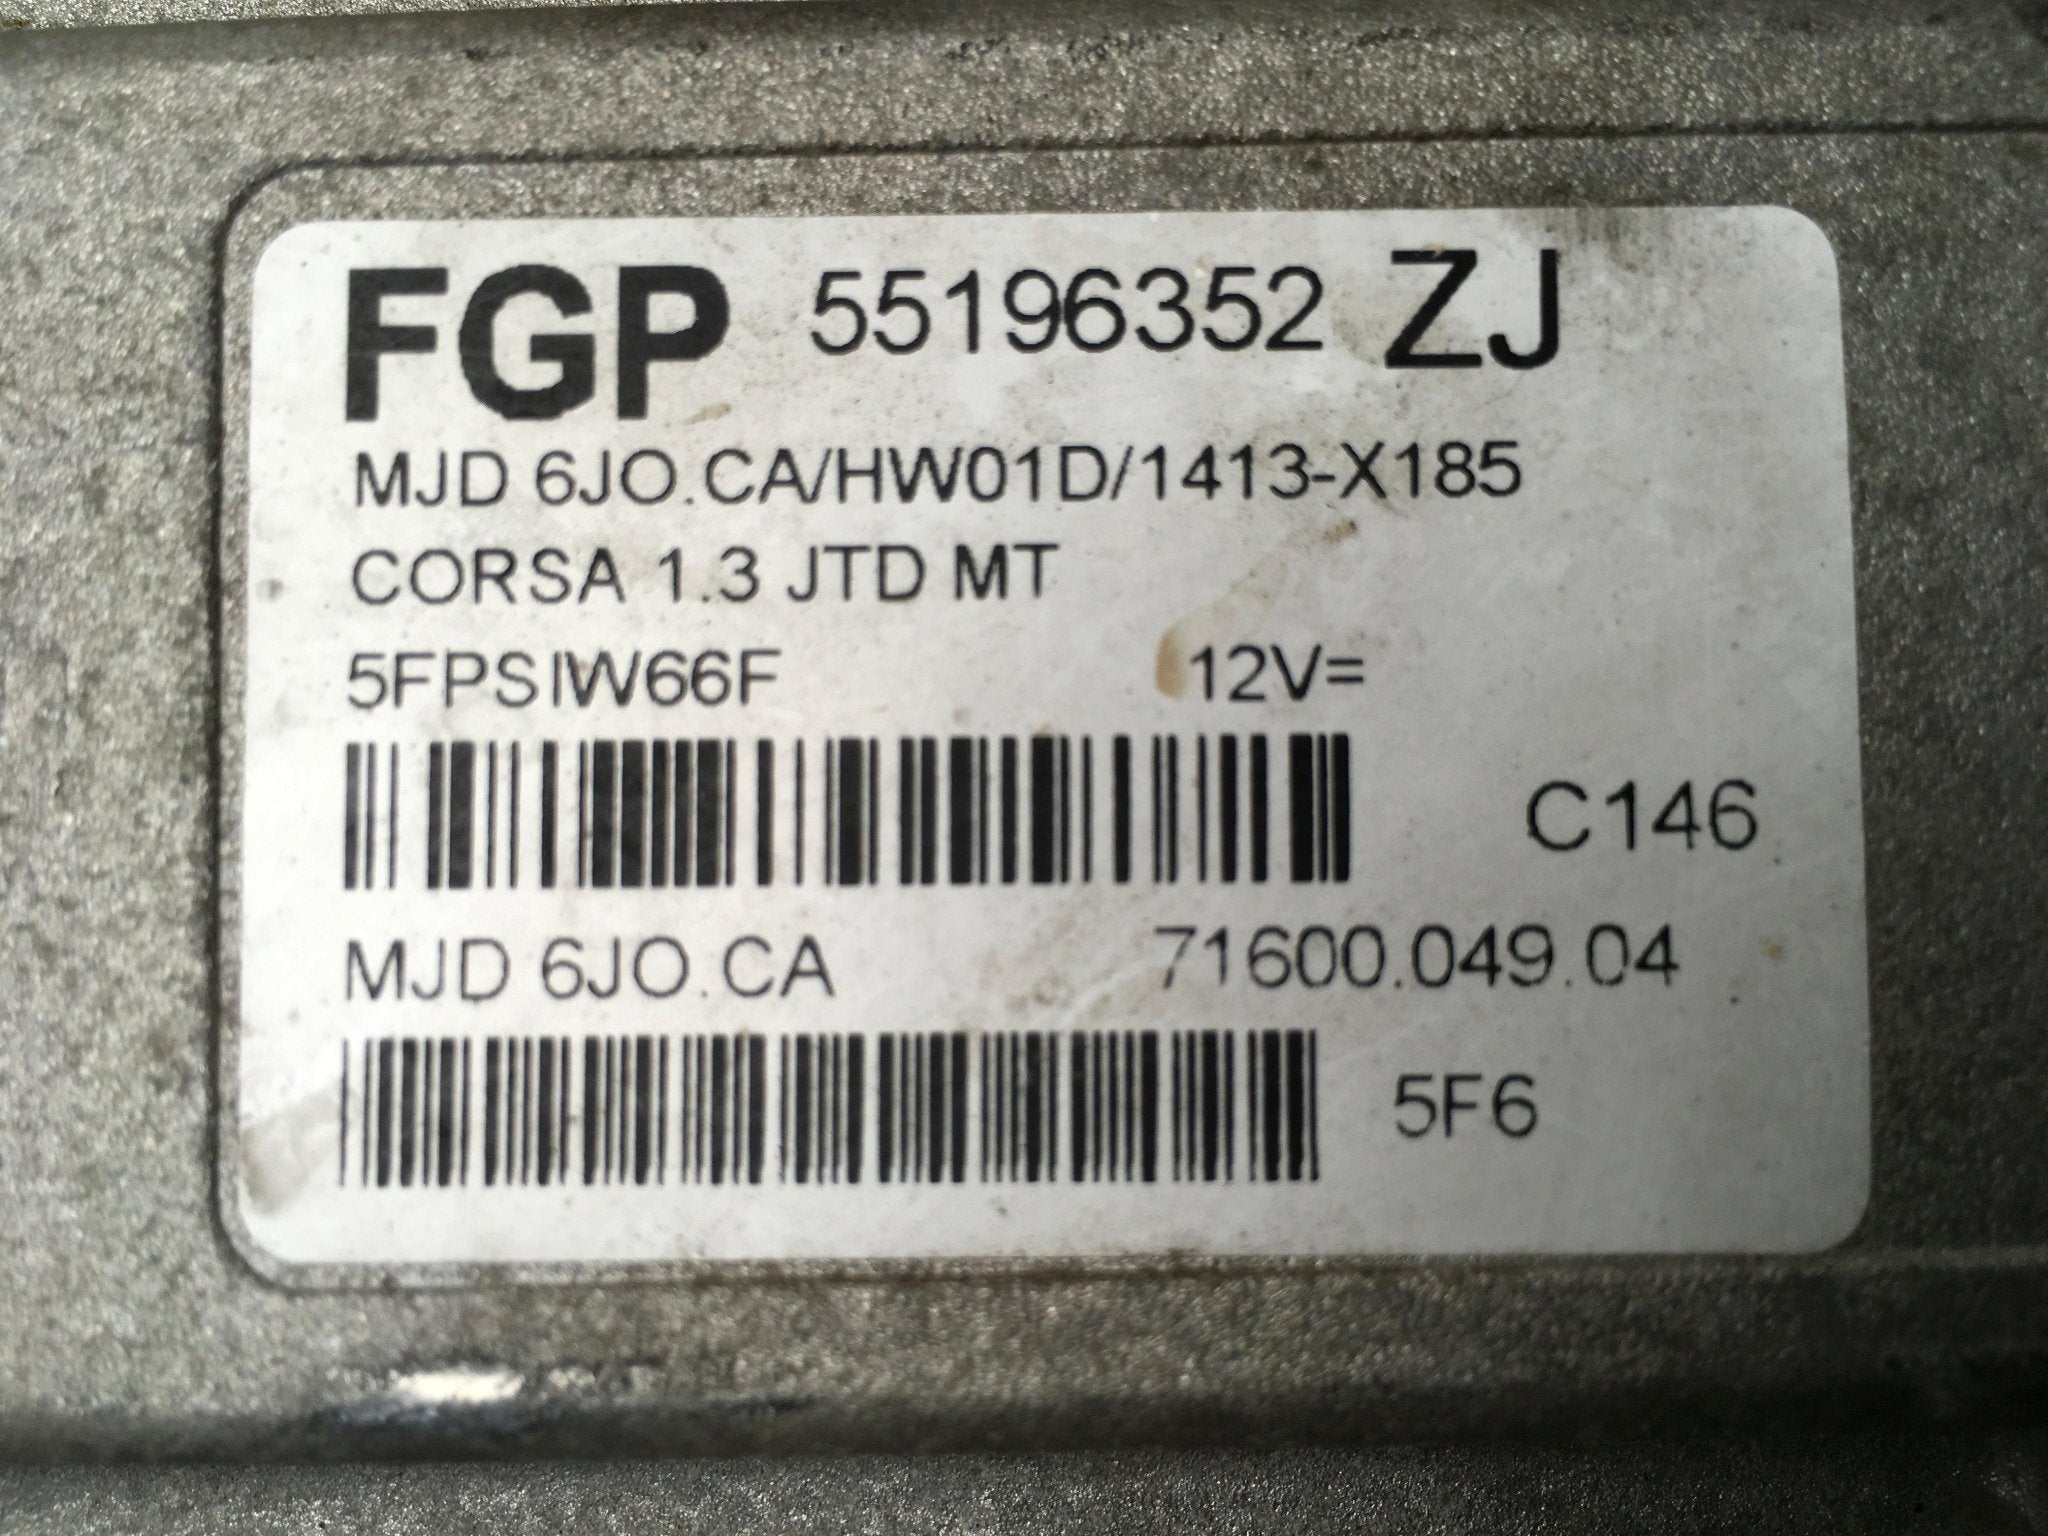 FGP 55196352 ZJ
MJD 6JO.CA/HW01D/1413-X185
CORSA 1.3 JTD MT
5FPSIW66F 12V=
C146
MJD 6JO.CA 71600.049.04
5F6